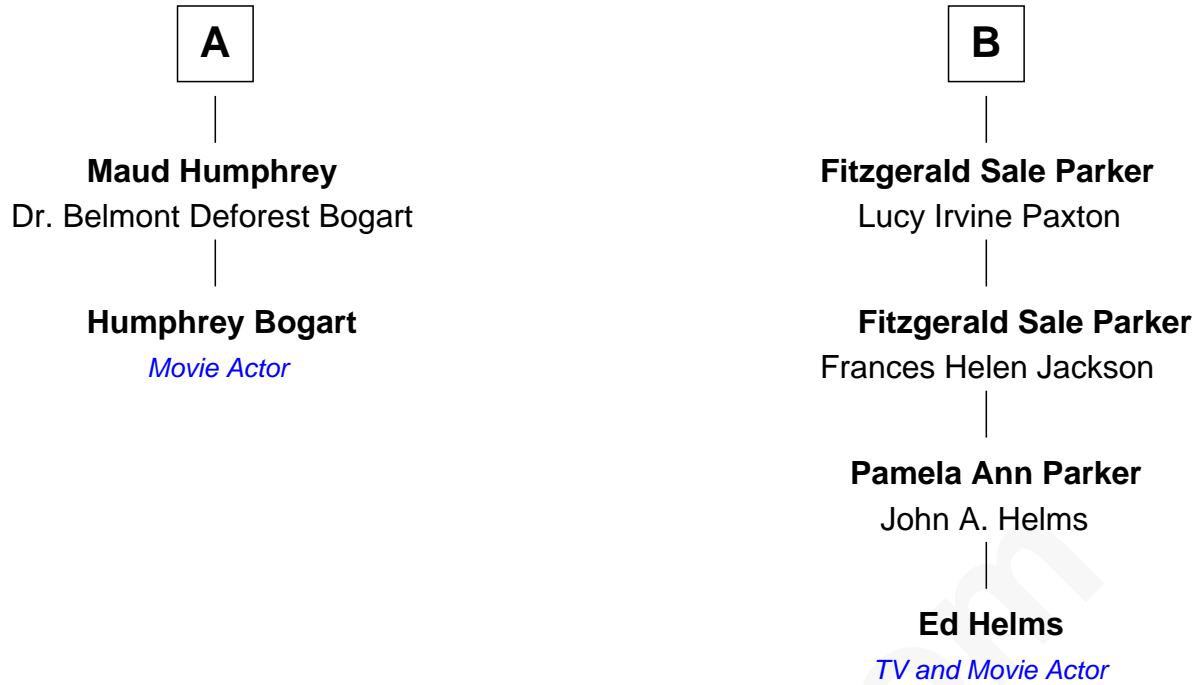 A
Maud Humphrey
Dr. Belmont Deforest Bogart
Humphrey Bogart
Movie Actor
B
Fitzgerald Sale Parker
Lucy Irvine Paxton
Fitzgerald Sale Parker
Frances Helen Jackson
Pamela Ann Parker
John A. Helms
Ed Helms
TV and Movie Actor